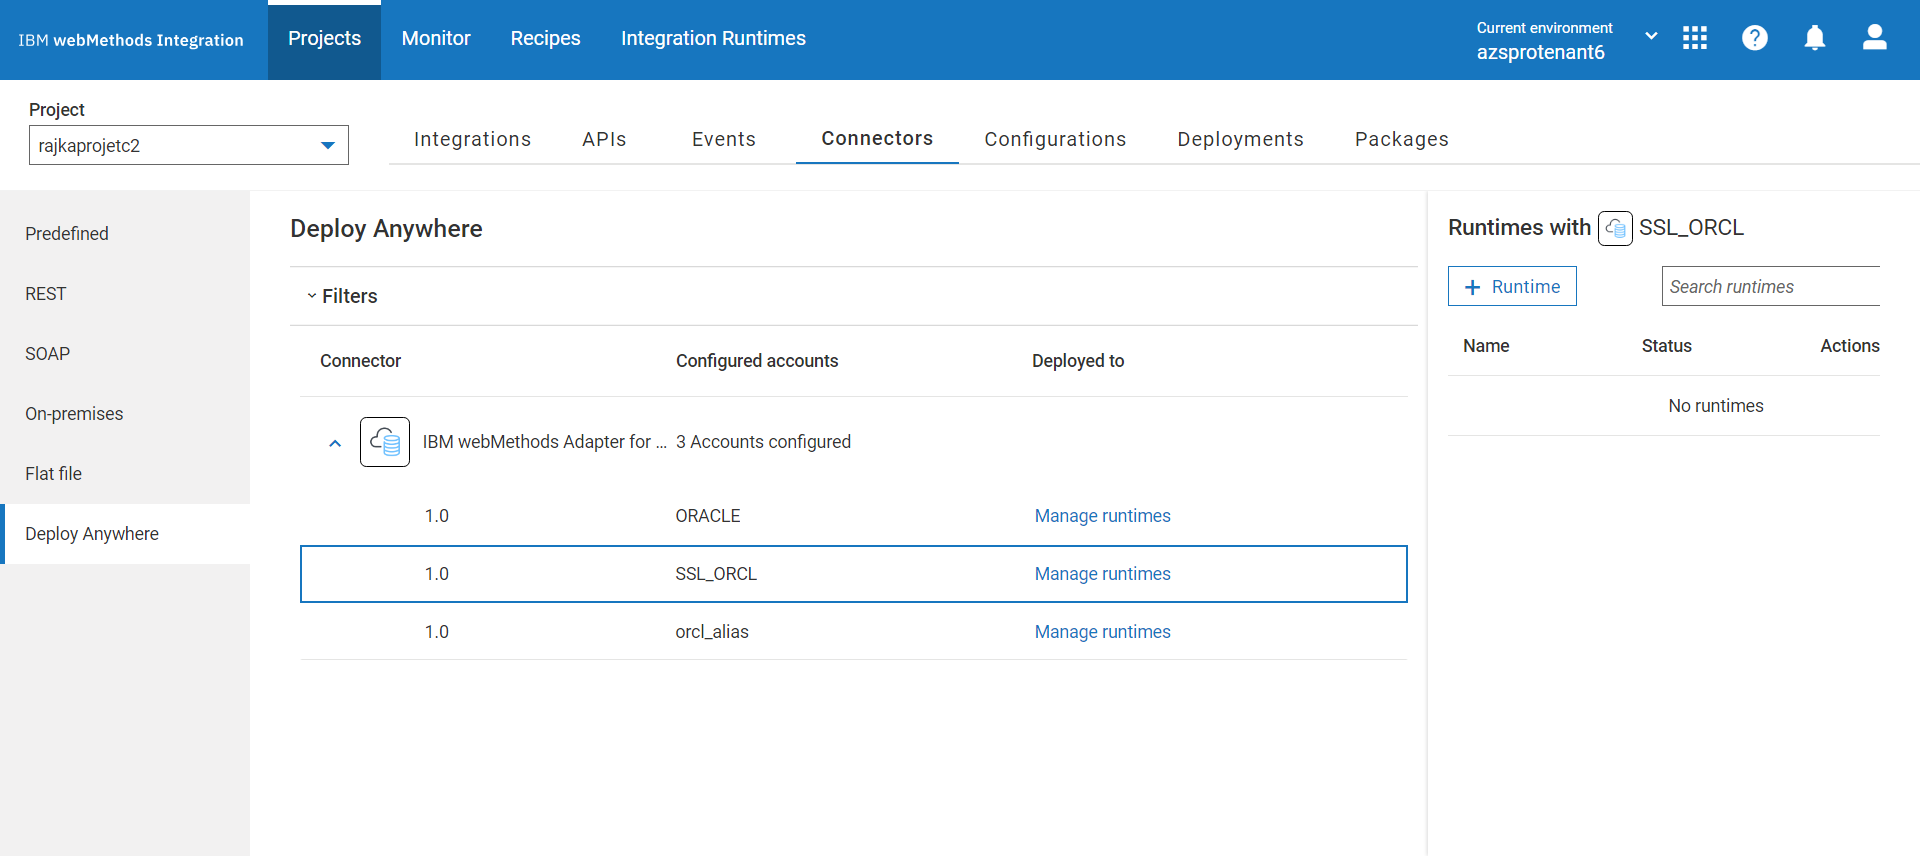 IBM webMethods Integration
Projects
Monitor
Recipes
Integration Runtimes
Current environment
azsprotenant6
Project
rajkaprojetc2
Integrations
APIs
Events
Connectors
Configurations
Deployments
Packages
Predefined
REST
SOAP
On-premises
Flat file
Deploy Anywhere
Deploy Anywhere
Filters
Connector Configured accounts Deployed to
IBM webMethods Adapter for ... 3 Accounts configured
1.0 ORACLE Manage runtimes
1.0 SSL_ORCL Manage runtimes
1.0 orcl_alias Manage runtimes
Runtimes with SSL_ORCL
+ Runtime
Search runtimes
Name Status Actions
No runtimes